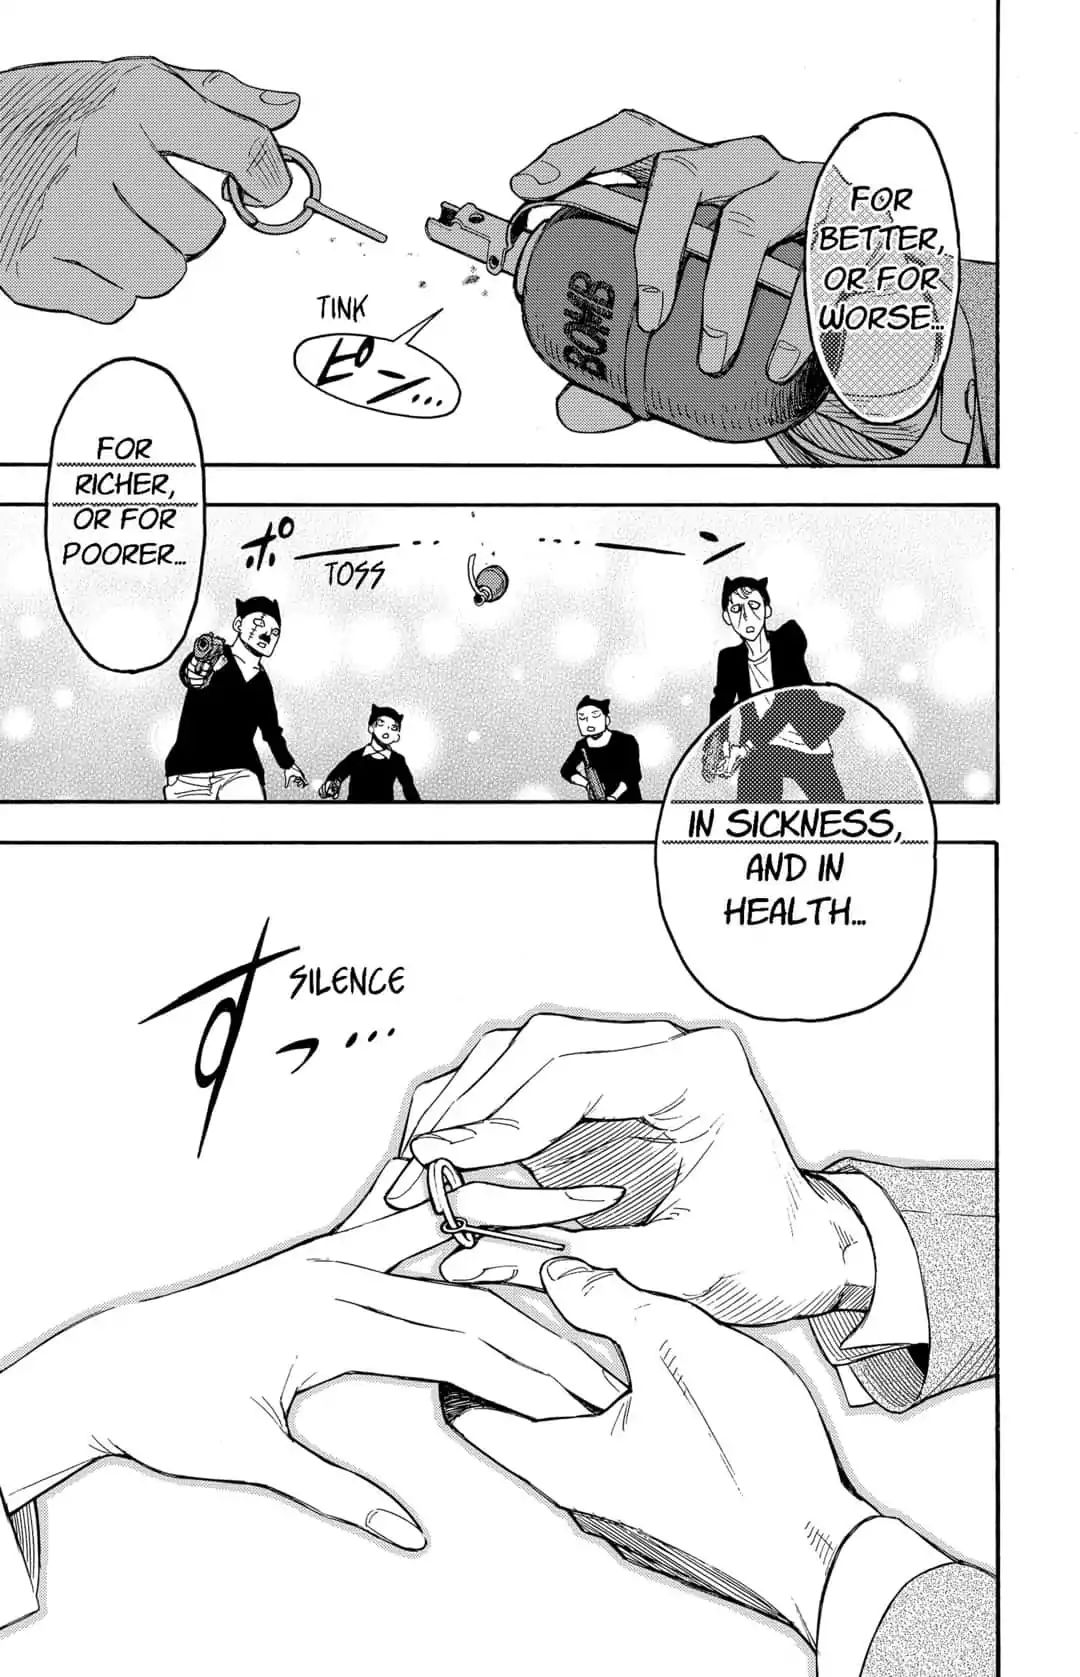 FOR
BETTER,
OR FOR
WORSE...
BOMB
TINK
ピン...
FOR
RICHER,
OR FOR
POORER...
ポーン
TOSS
IN SICKNESS,
AND IN
HEALTH...
SILENCE
すっ...